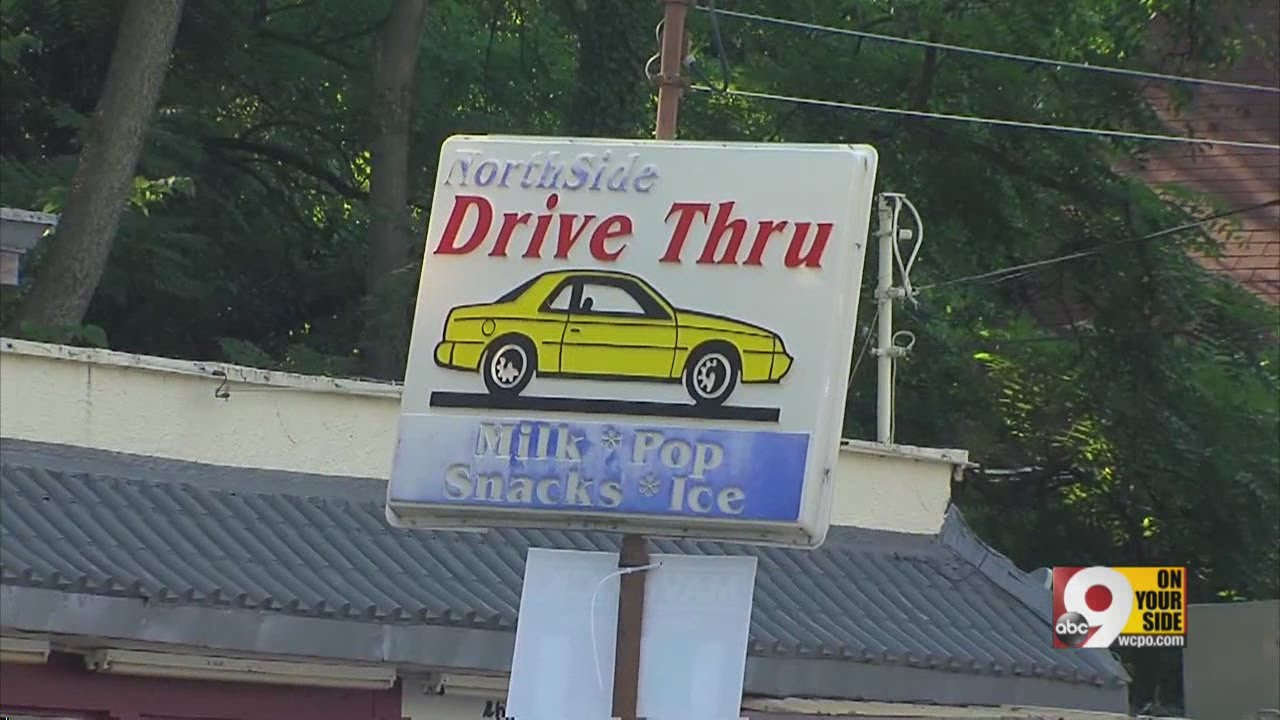 NorthSide
Drive Thru
Milk * Pop
Snacks * Ice
abc 9 ON YOUR SIDE
wcpo.com